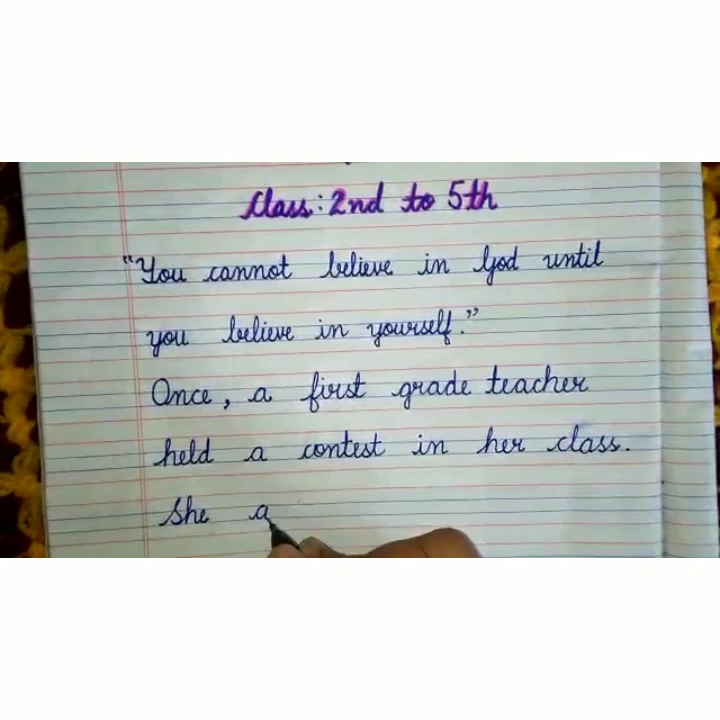 Class: 2nd to 5th
"You cannot believe in God until
you believe in yourself."
Once, a first grade teacher
held a contest in her class.
She a